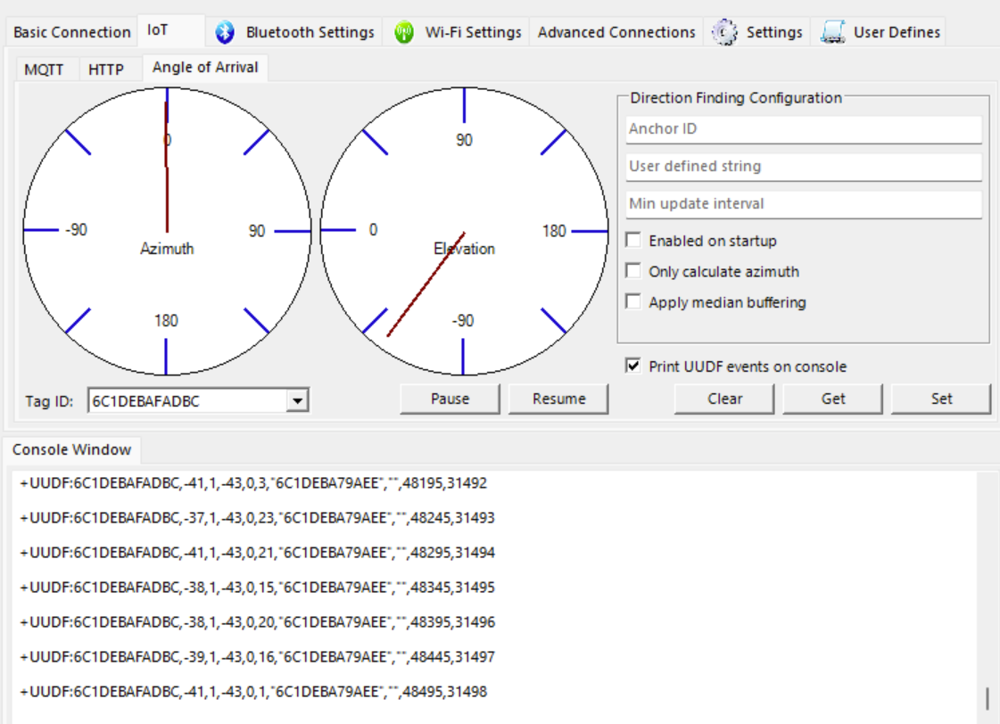 Basic Connection IoT Bluetooth Settings Wi-Fi Settings Advanced Connections Settings User Defines
MQTT HTTP Angle of Arrival
0
-90 90
Azimuth
180
90
0 180
Elevation
-90
Direction Finding Configuration
Anchor ID
User defined string
Min update interval
Enabled on startup
Only calculate azimuth
Apply median buffering
Print UUDF events on console
Tag ID: 6C1DEBAFADBC Pause Resume Clear Get Set
Console Window
+UUDF:6C1DEBAFADBC,-41,1,-43,0,3,"6C1DEBA79AEE","",48195,31492
+UUDF:6C1DEBAFADBC,-37,1,-43,0,23,"6C1DEBA79AEE","",48245,31493
+UUDF:6C1DEBAFADBC,-41,1,-43,0,21,"6C1DEBA79AEE","",48295,31494
+UUDF:6C1DEBAFADBC,-38,1,-43,0,15,"6C1DEBA79AEE","",48345,31495
+UUDF:6C1DEBAFADBC,-38,1,-43,0,20,"6C1DEBA79AEE","",48395,31496
+UUDF:6C1DEBAFADBC,-39,1,-43,0,16,"6C1DEBA79AEE","",48445,31497
+UUDF:6C1DEBAFADBC,-41,1,-43,0,1,"6C1DEBA79AEE","",48495,31498